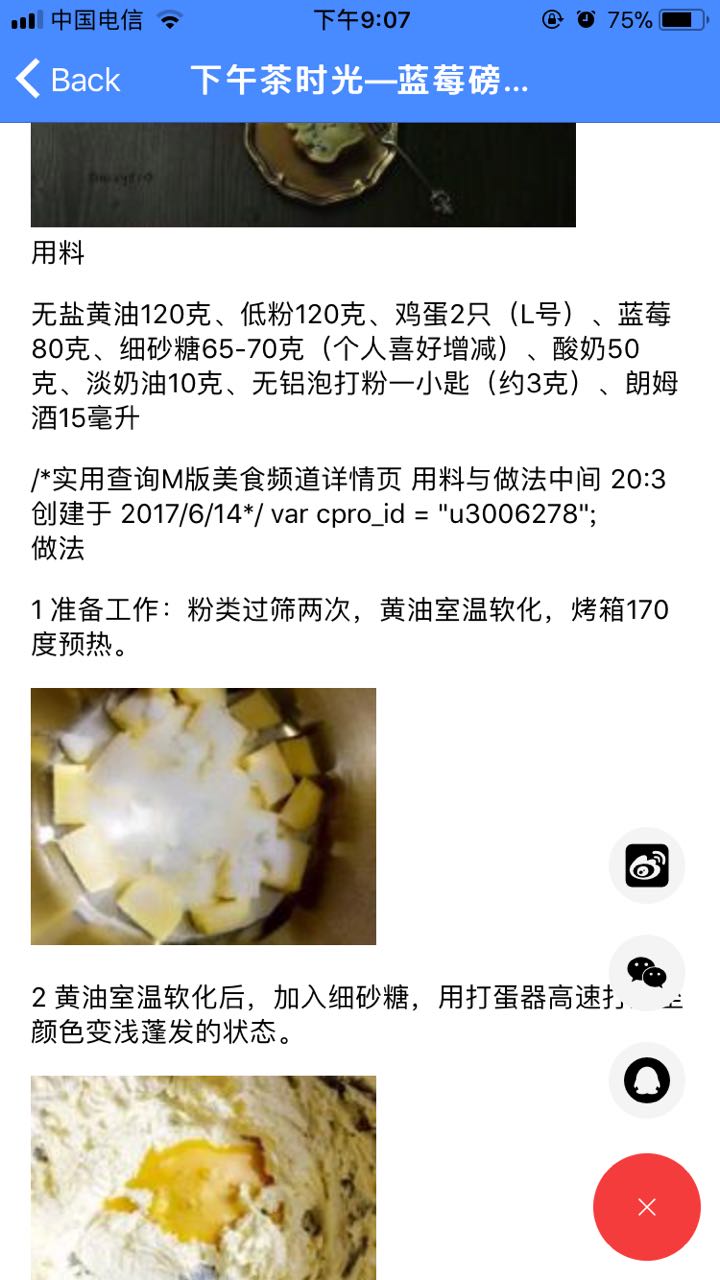 中国电信
下午9:07
75%
Back
下午茶时光—蓝莓磅...
用料
无盐黄油120克、低粉120克、鸡蛋2只（L号）、蓝莓
80克、细砂糖65-70克（个人喜好增减）、酸奶50
克、淡奶油10克、无铝泡打粉一小匙（约3克）、朗姆
酒15毫升
/*实用查询M版美食频道详情页 用料与做法中间 20:3
创建于 2017/6/14*/ var cpro_id = "u3006278";
做法
1 准备工作：粉类过筛两次，黄油室温软化，烤箱170
度预热。
2 黄油室温软化后，加入细砂糖，用打蛋器高速打
颜色变浅蓬发的状态。